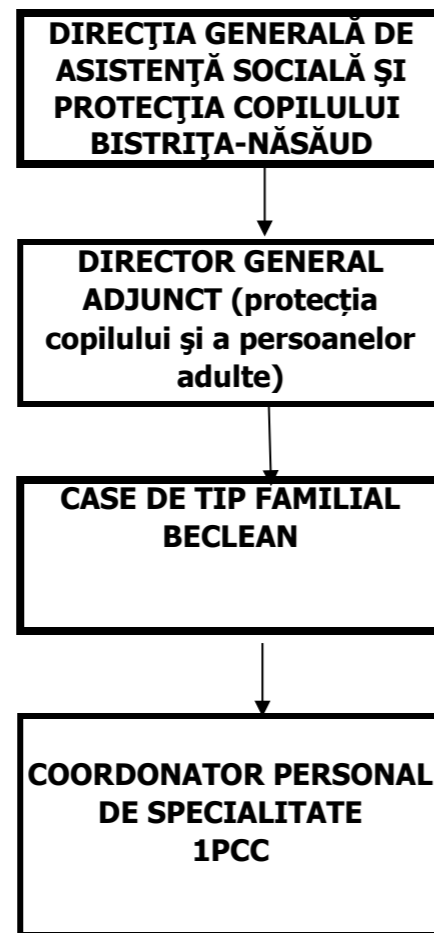 DIRECŢIA GENERALĂ DE
ASISTENŢĂ SOCIALĂ ŞI
PROTECŢIA COPILULUI
BISTRIŢA-NĂSĂUD
DIRECTOR GENERAL
ADJUNCT (protecția
copilului şi a persoanelor
adulte)
CASE DE TIP FAMILIAL
BECLEAN
COORDONATOR PERSONAL
DE SPECIALITATE
1PCC